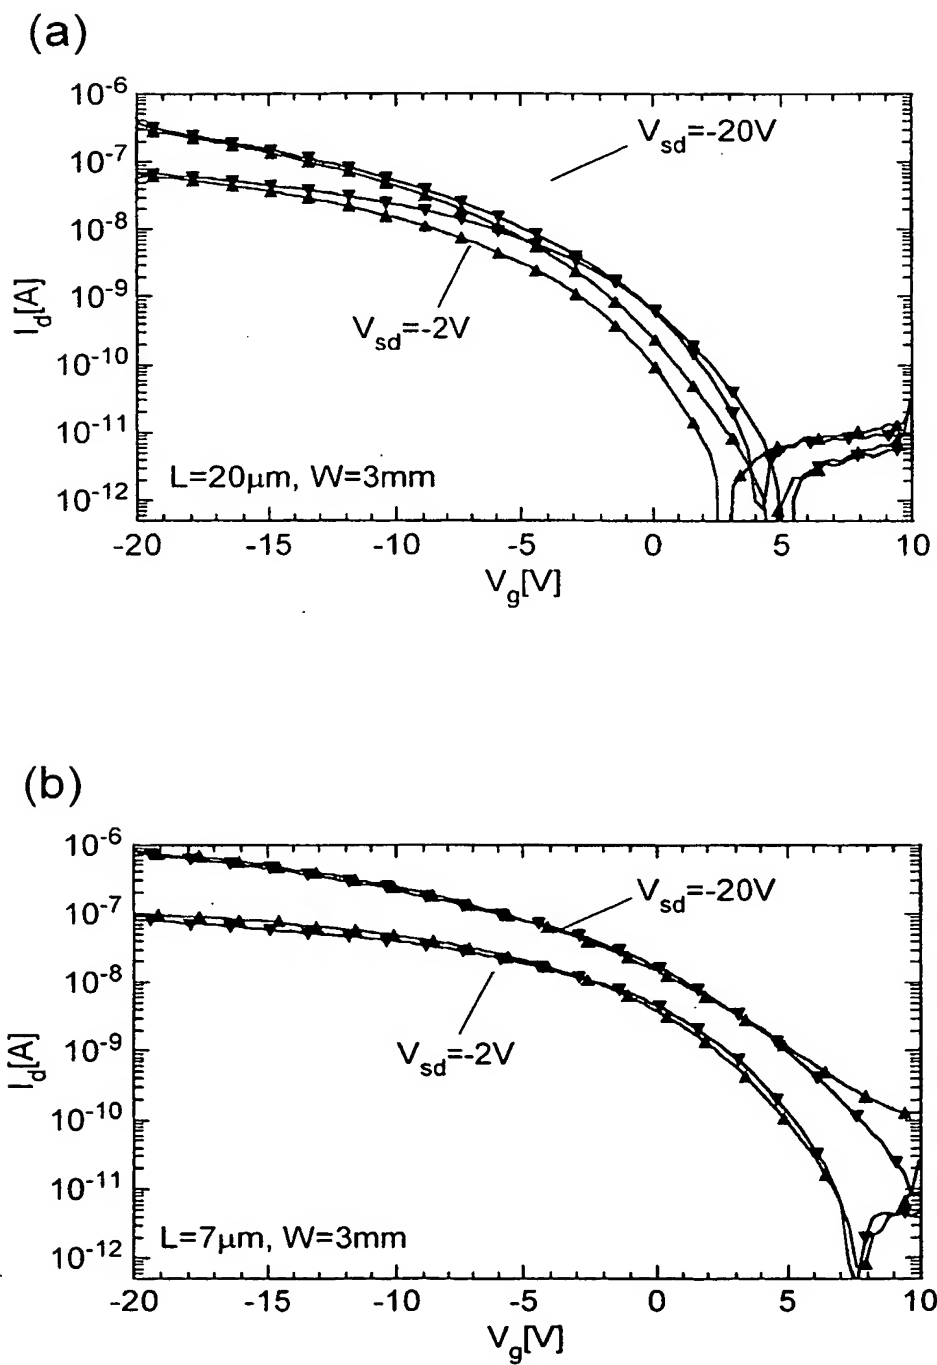 (a)
10⁻⁶
10⁻⁷
10⁻⁸
10⁻⁹
10⁻¹⁰
10⁻¹¹
10⁻¹²
I_d[A]
V_sd=-20V
V_sd=-2V
L=20µm, W=3mm
-20 -15 -10 -5 0 5 10
V_g[V]
(b)
10⁻⁶
10⁻⁷
10⁻⁸
10⁻⁹
10⁻¹⁰
10⁻¹¹
10⁻¹²
I_d[A]
V_sd=-20V
V_sd=-2V
L=7µm, W=3mm
-20 -15 -10 -5 0 5 10
V_g[V]